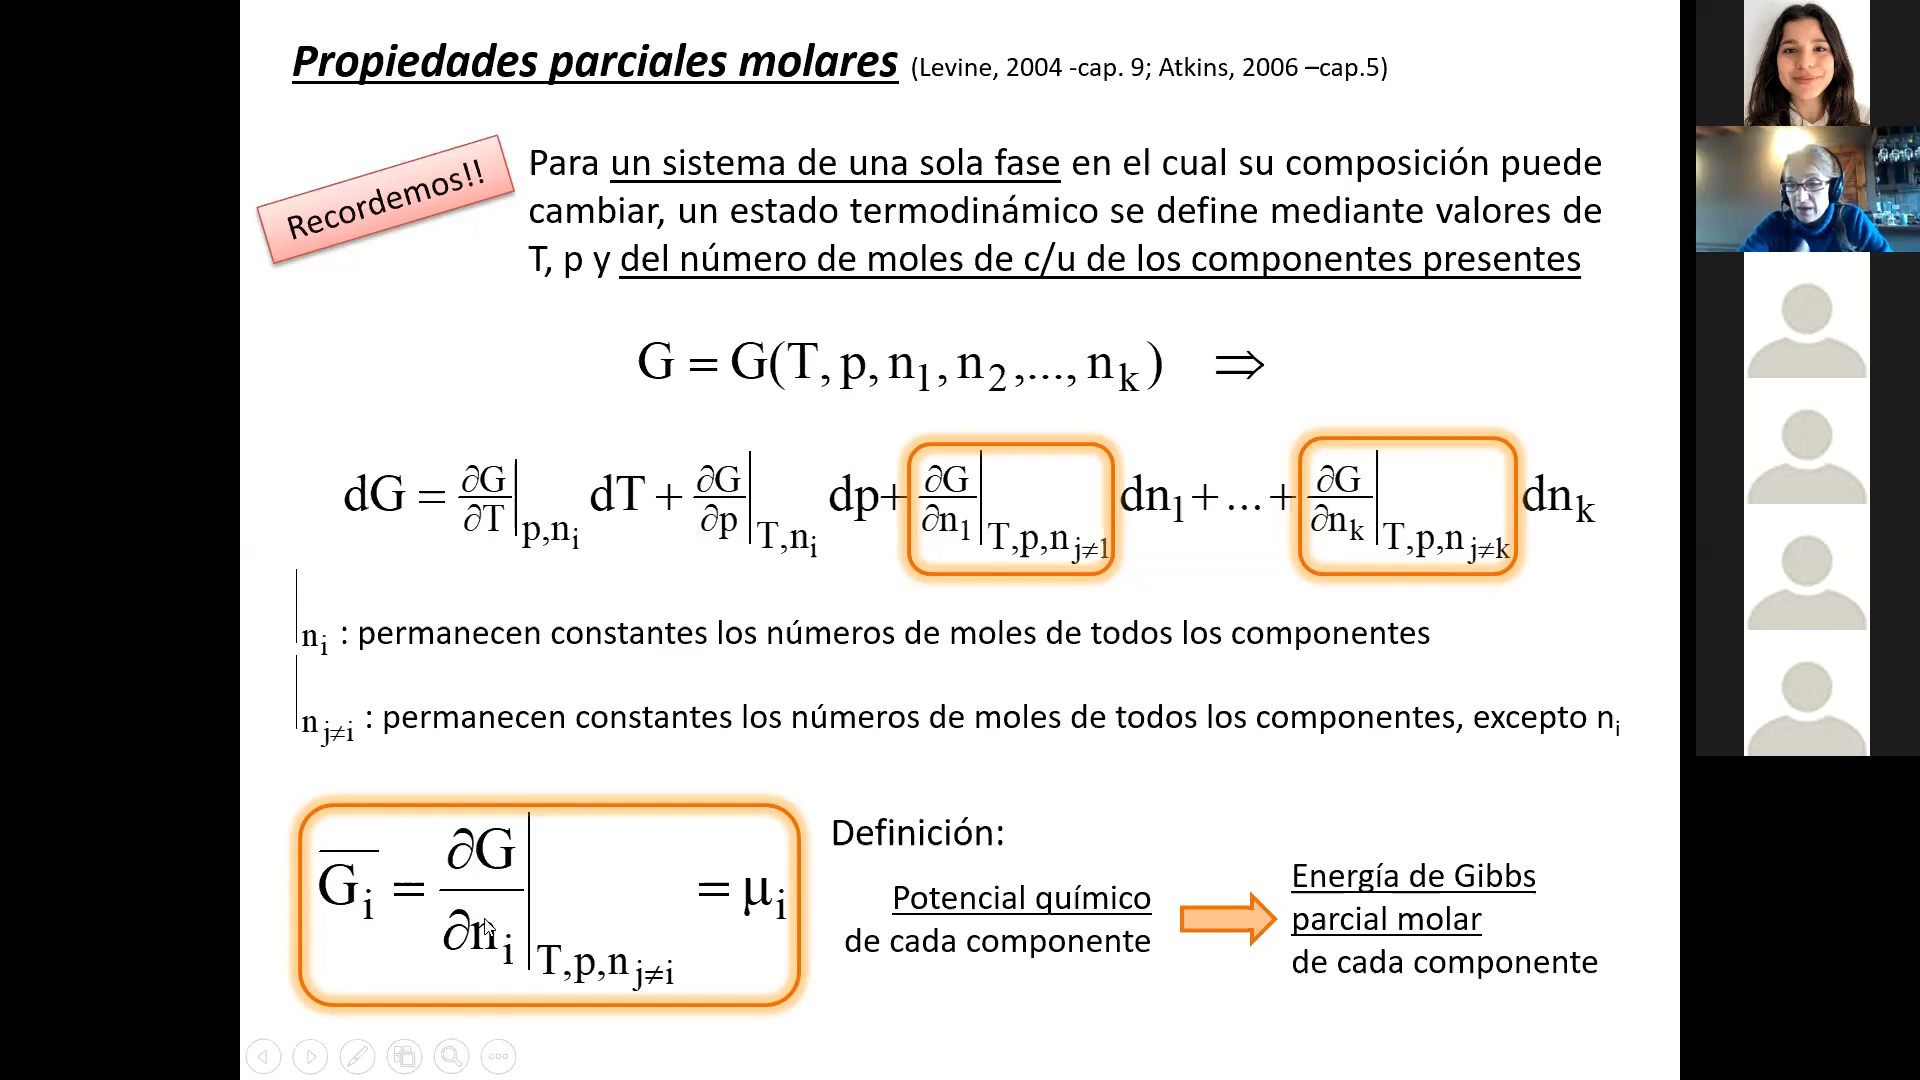 Propiedades parciales molares (Levine, 2004 -cap. 9; Atkins, 2006 –cap.5)
Recordemos!!
Para un sistema de una sola fase en el cual su composición puede
cambiar, un estado termodinámico se define mediante valores de
T, p y del número de moles de c/u de los componentes presentes
G = G(T, p, n₁, n₂,..., nₖ) ⇒
dG = ∂G/∂T|p,nᵢ dT + ∂G/∂p|T,nᵢ dp+ ∂G/∂n₁|T,p,n j≠1 dn₁ + ... + ∂G/∂nₖ|T,p,n j≠k dnₖ
|nᵢ : permanecen constantes los números de moles de todos los componentes
|n j≠i : permanecen constantes los números de moles de todos los componentes, excepto nᵢ
G̅ᵢ = ∂G/∂nᵢ|T,p,n j≠i = μᵢ
Definición:
Potencial químico
de cada componente
Energía de Gibbs
parcial molar
de cada componente